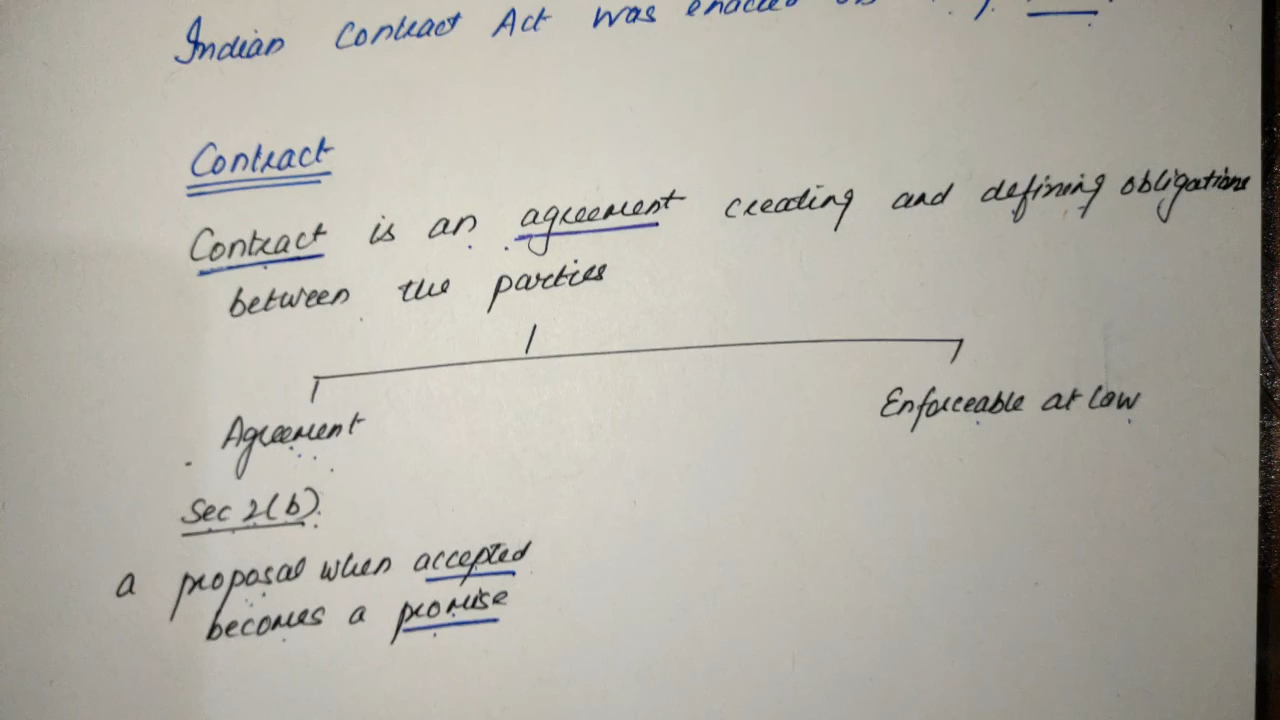 Indian Contract Act was enacted
Contract
Contract is an agreement creating and defining obligations
between the parties
Agreement
Enforceable at law
Sec 2(b).
a proposal when accepted
becomes a promise